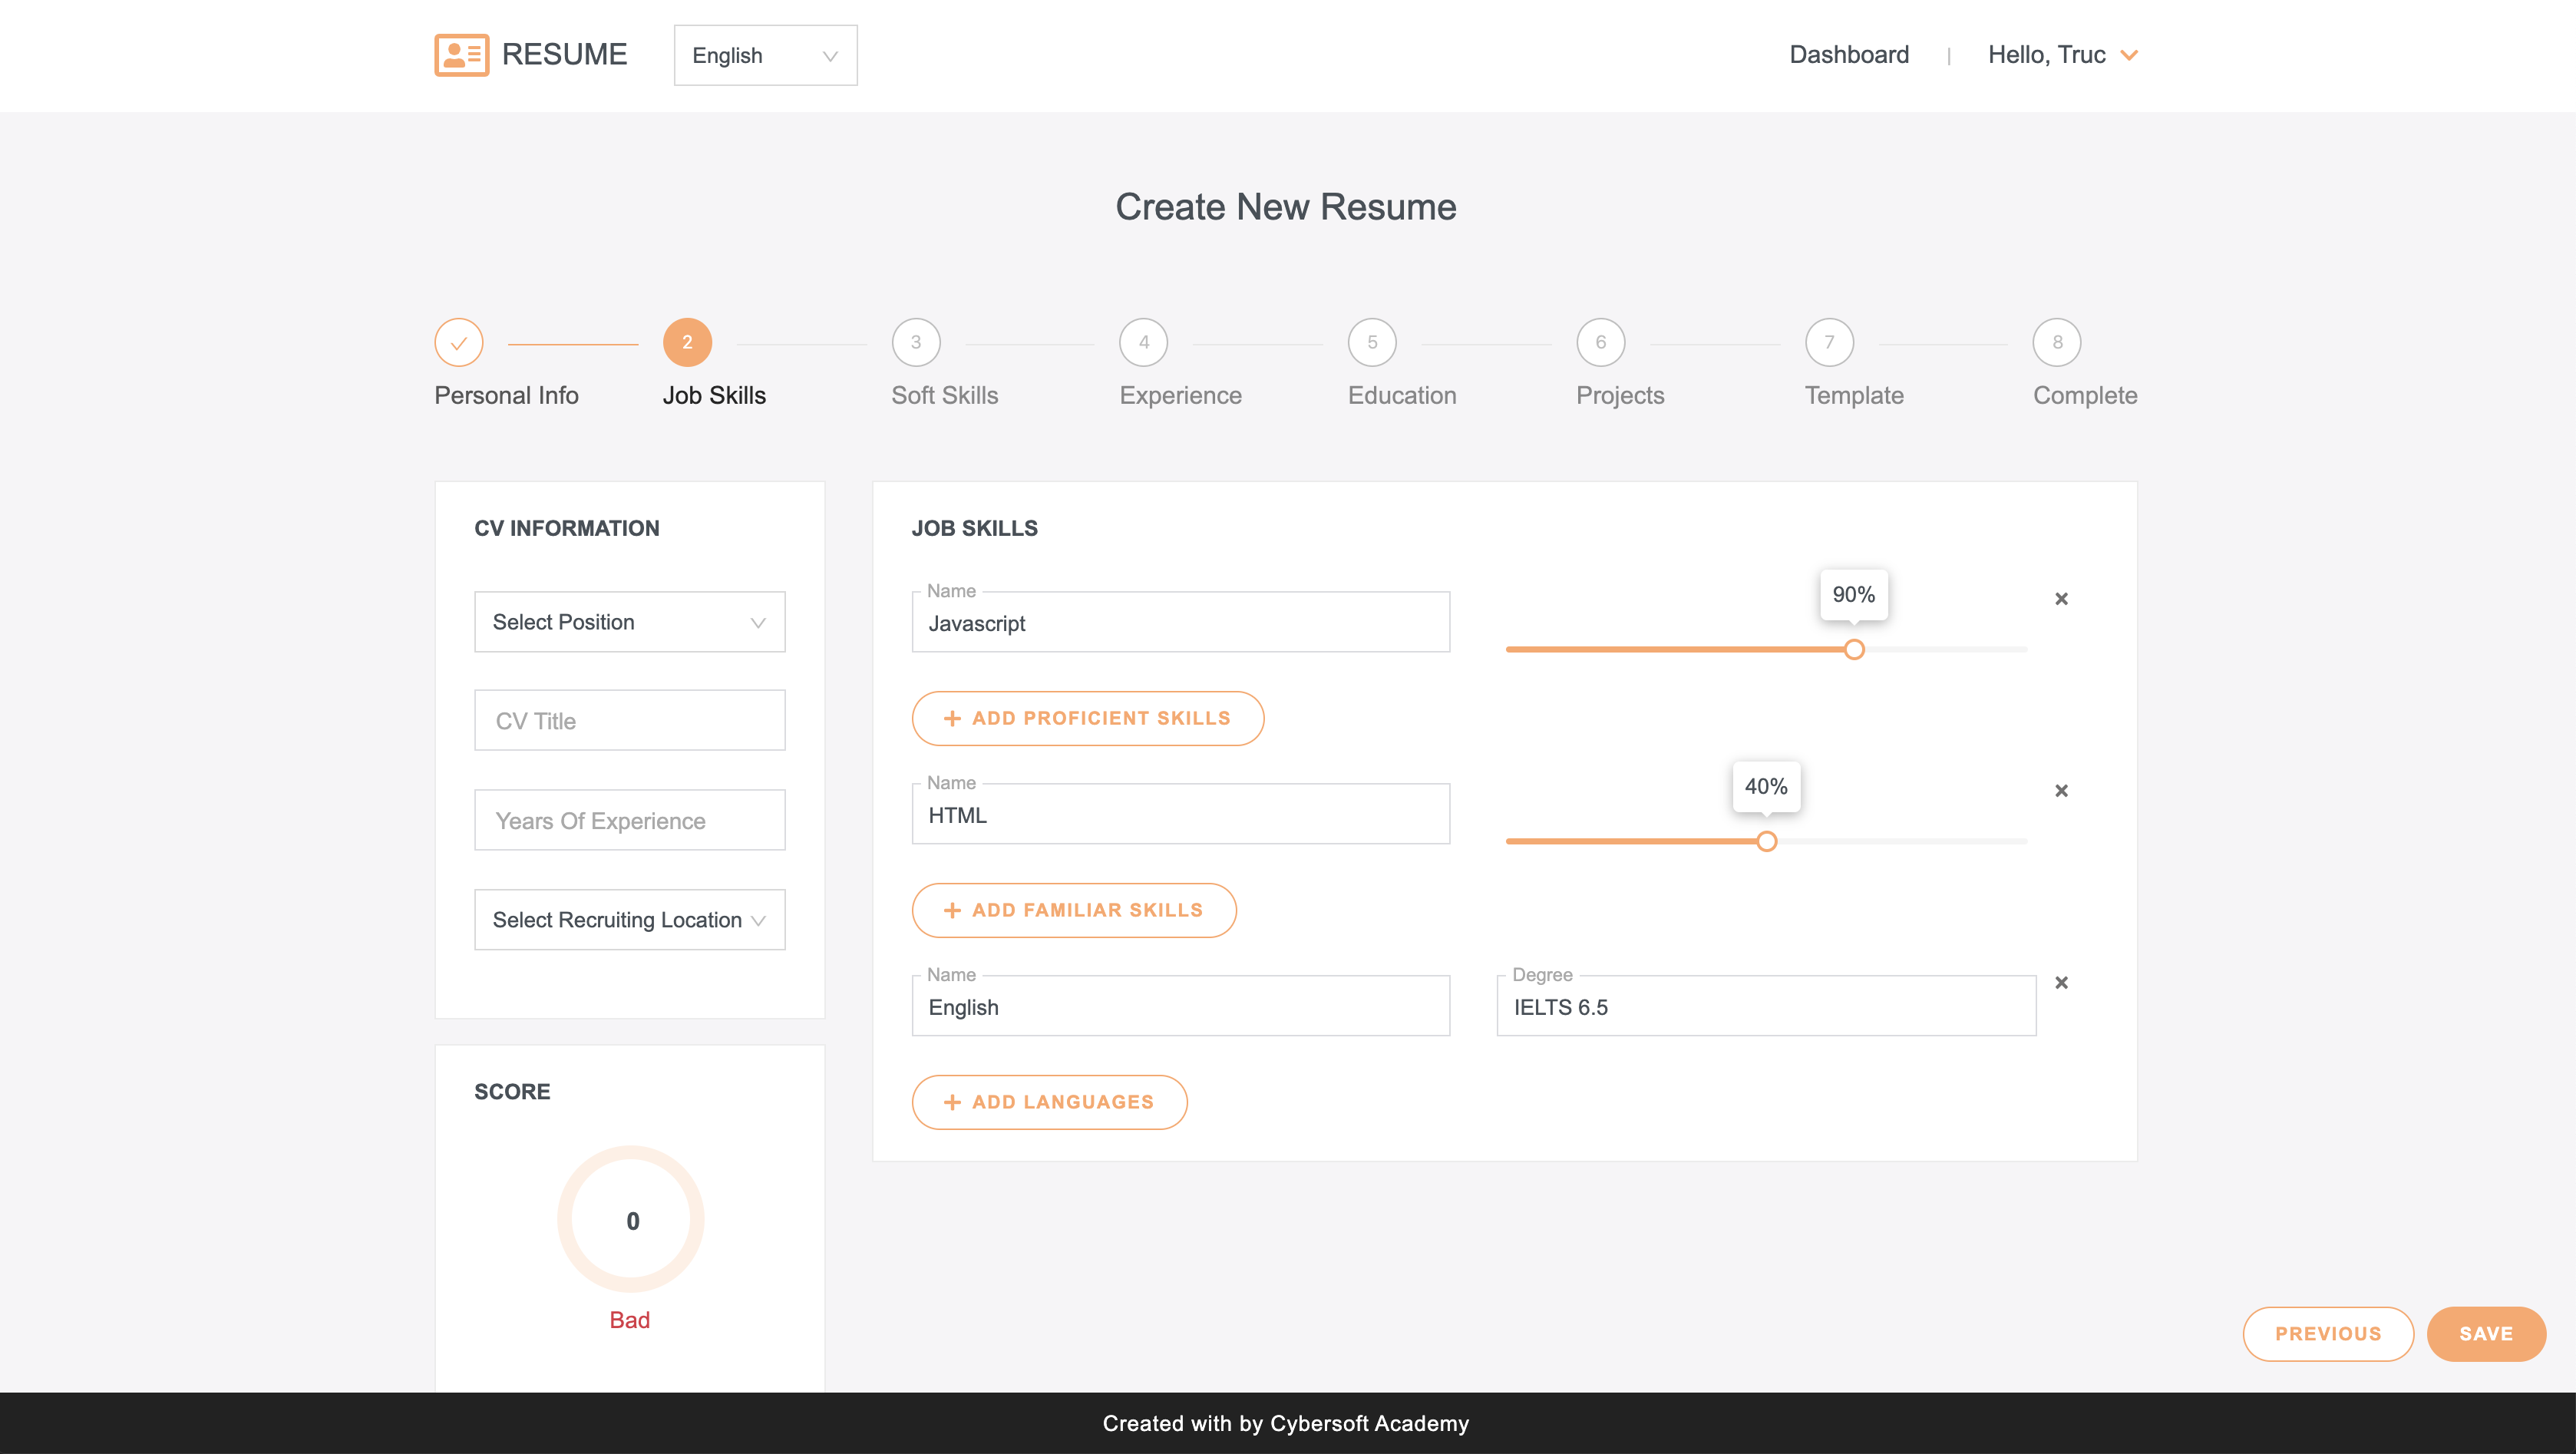 RESUME
English
Dashboard | Hello, Truc
Create New Resume
2 3 4 5 6 7 8
Personal Info Job Skills Soft Skills Experience Education Projects Template Complete
CV INFORMATION
Select Position
CV Title
Years Of Experience
Select Recruiting Location
SCORE
0
Bad
JOB SKILLS
Name
Javascript
90%
+ ADD PROFICIENT SKILLS
Name
HTML
40%
+ ADD FAMILIAR SKILLS
Name
English
Degree
IELTS 6.5
+ ADD LANGUAGES
PREVIOUS
SAVE
Created with by Cybersoft Academy